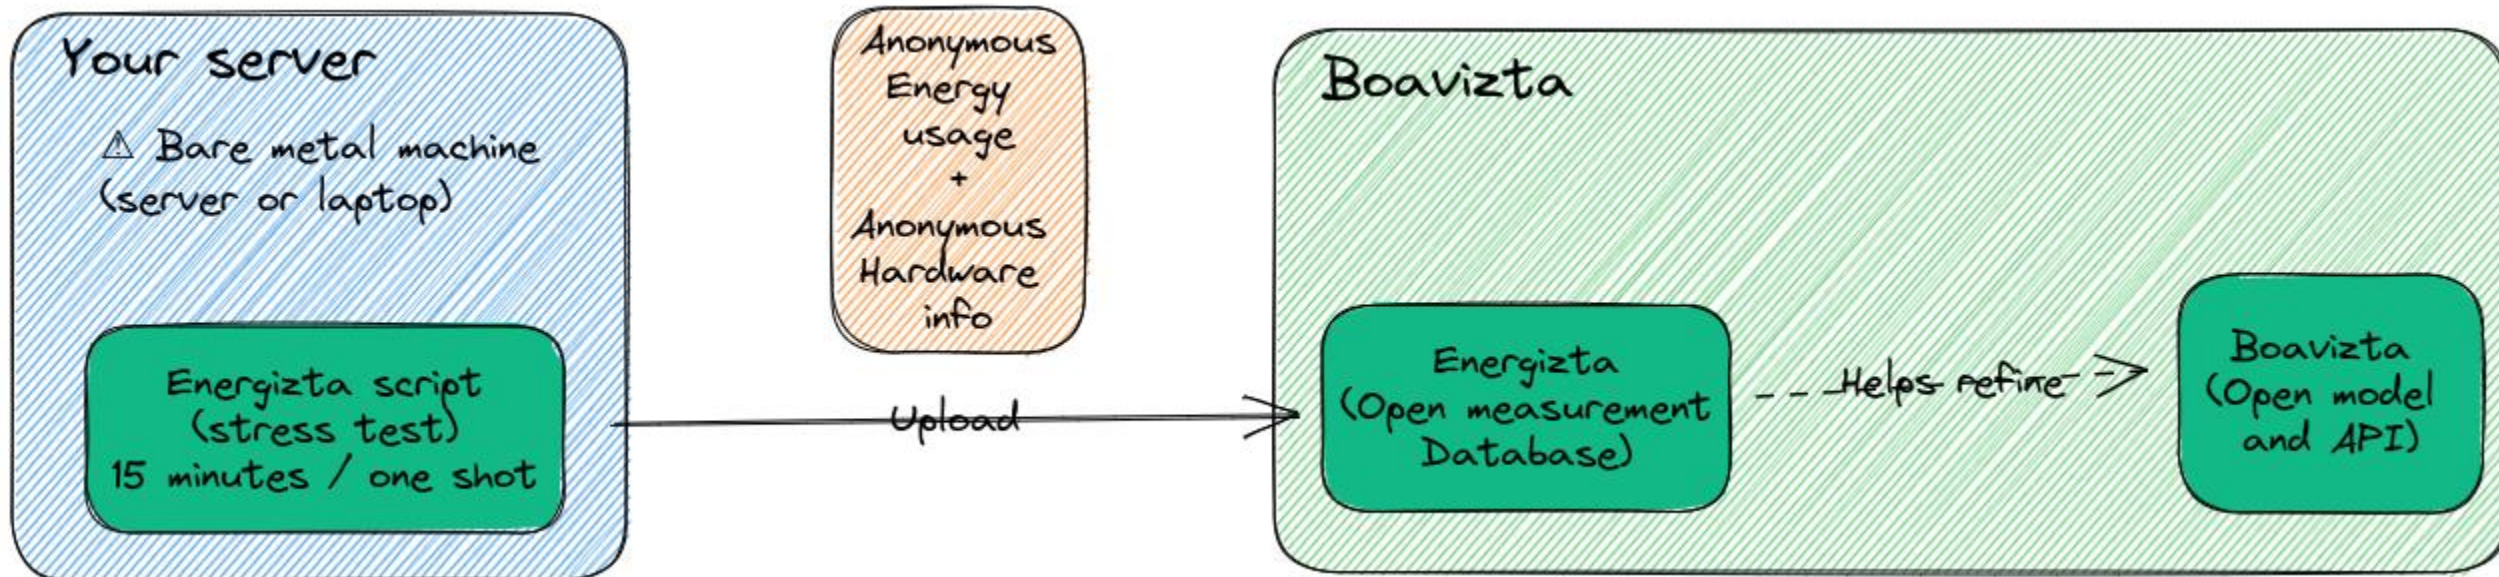 Your server
⚠ Bare metal machine
(server or laptop)
Energizta script
(stress test)
15 minutes / one shot
Anonymous
Energy
usage
+
Anonymous
Hardware
info
Upload
Boavizta
Energizta
(Open measurement
Database)
Helps refine
Boavizta
(Open model
and API)